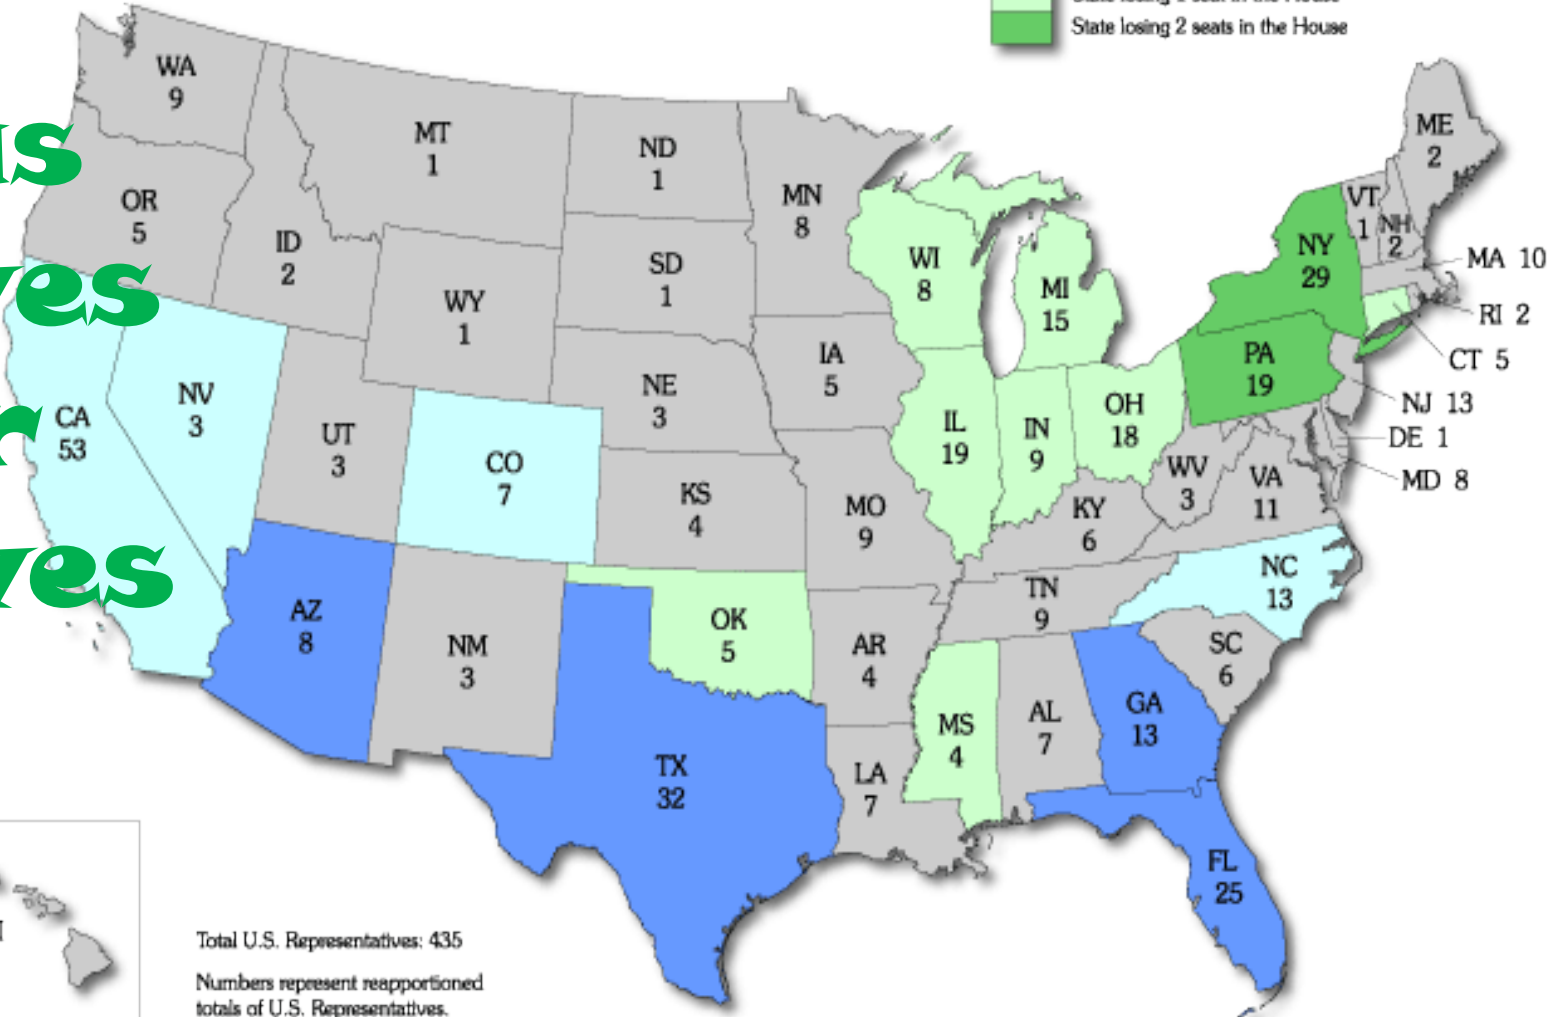 State losing 2 seats in the House
WA
9
MT
1
ND
1
MN
8
ME
2
OR
5
ID
2
SD
1
WI
8
MI
15
NY
29
VT
1
NH
2
MA 10
RI 2
CT 5
WY
1
IA
5
PA
19
NJ 13
DE 1
MD 8
NV
3
CA
53
UT
3
CO
7
NE
3
KS
4
MO
9
IL
19
IN
9
OH
18
WV
3
VA
11
KY
6
NC
13
TN
9
AZ
8
NM
3
OK
5
AR
4
SC
6
MS
4
AL
7
GA
13
TX
32
LA
7
FL
25
Total U.S. Representatives: 435
Numbers represent reapportioned
totals of U.S. Representatives.